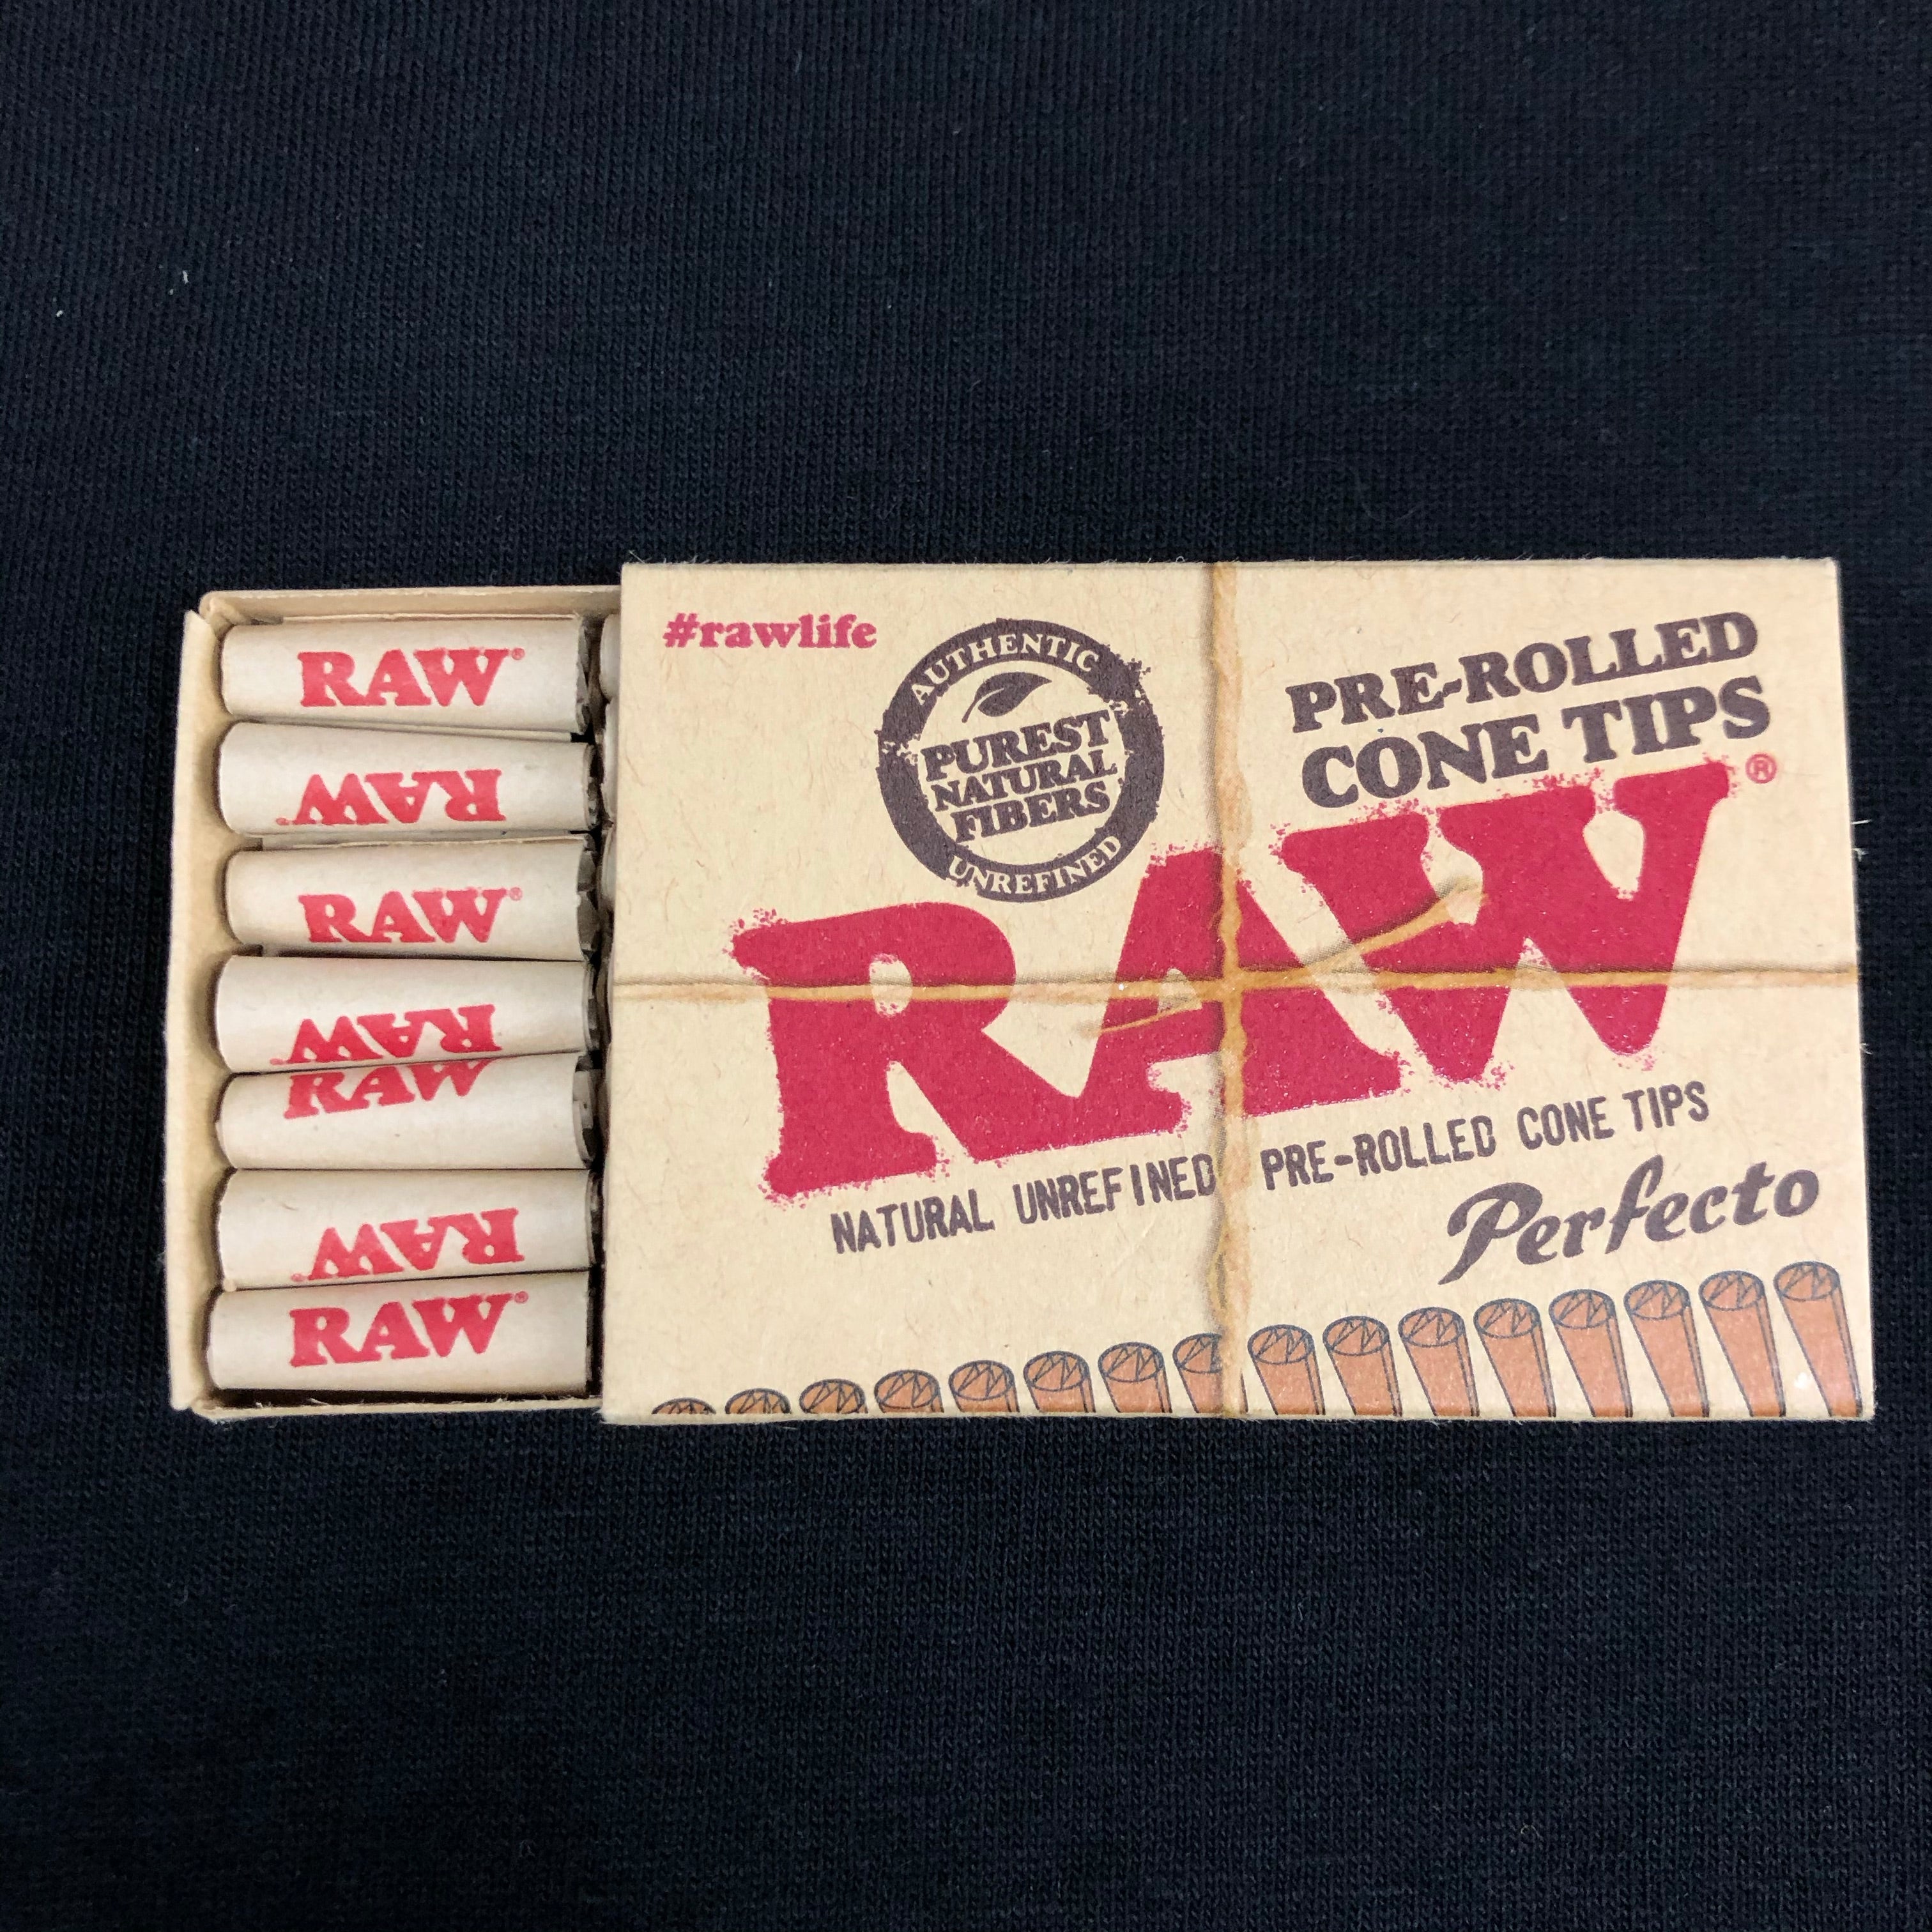 #rawlife
AUTHENTIC
PUREST
NATURAL
FIBERS
UNREFINED
PRE-ROLLED
CONE TIPS
RAW®
NATURAL UNREFINED PRE-ROLLED CONE TIPS
Perfecto
RAW®
RAW®
RAW®
RAW®
RAW
RAW®
RAW®